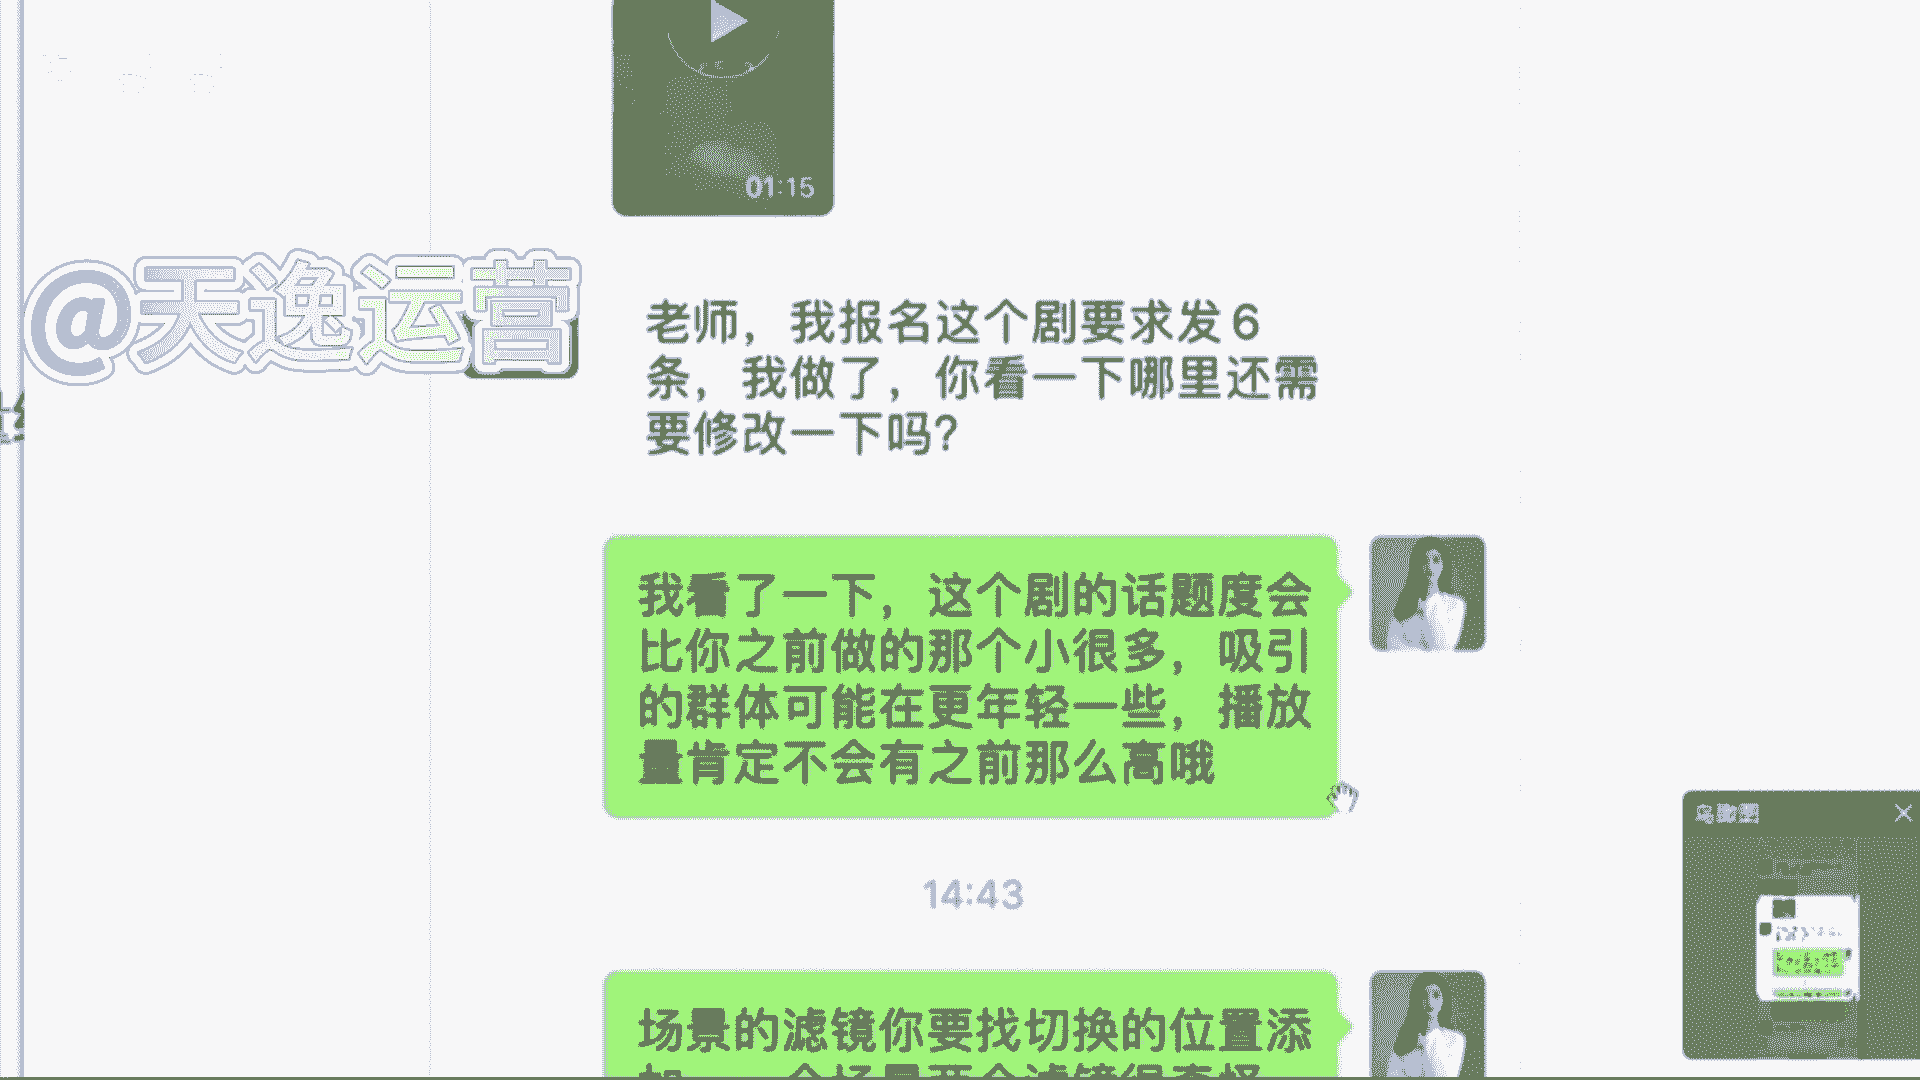 01:15
@天逸运营
老师，我报名这个剧要求发6
条，我做了，你看一下哪里还需
要修改一下吗？
我看了一下，这个剧的话题度会
比你之前做的那个小很多，吸引
的群体可能在更年轻一些，播放
量肯定不会有之前那么高哦
14:43
场景的滤镜你要找切换的位置添